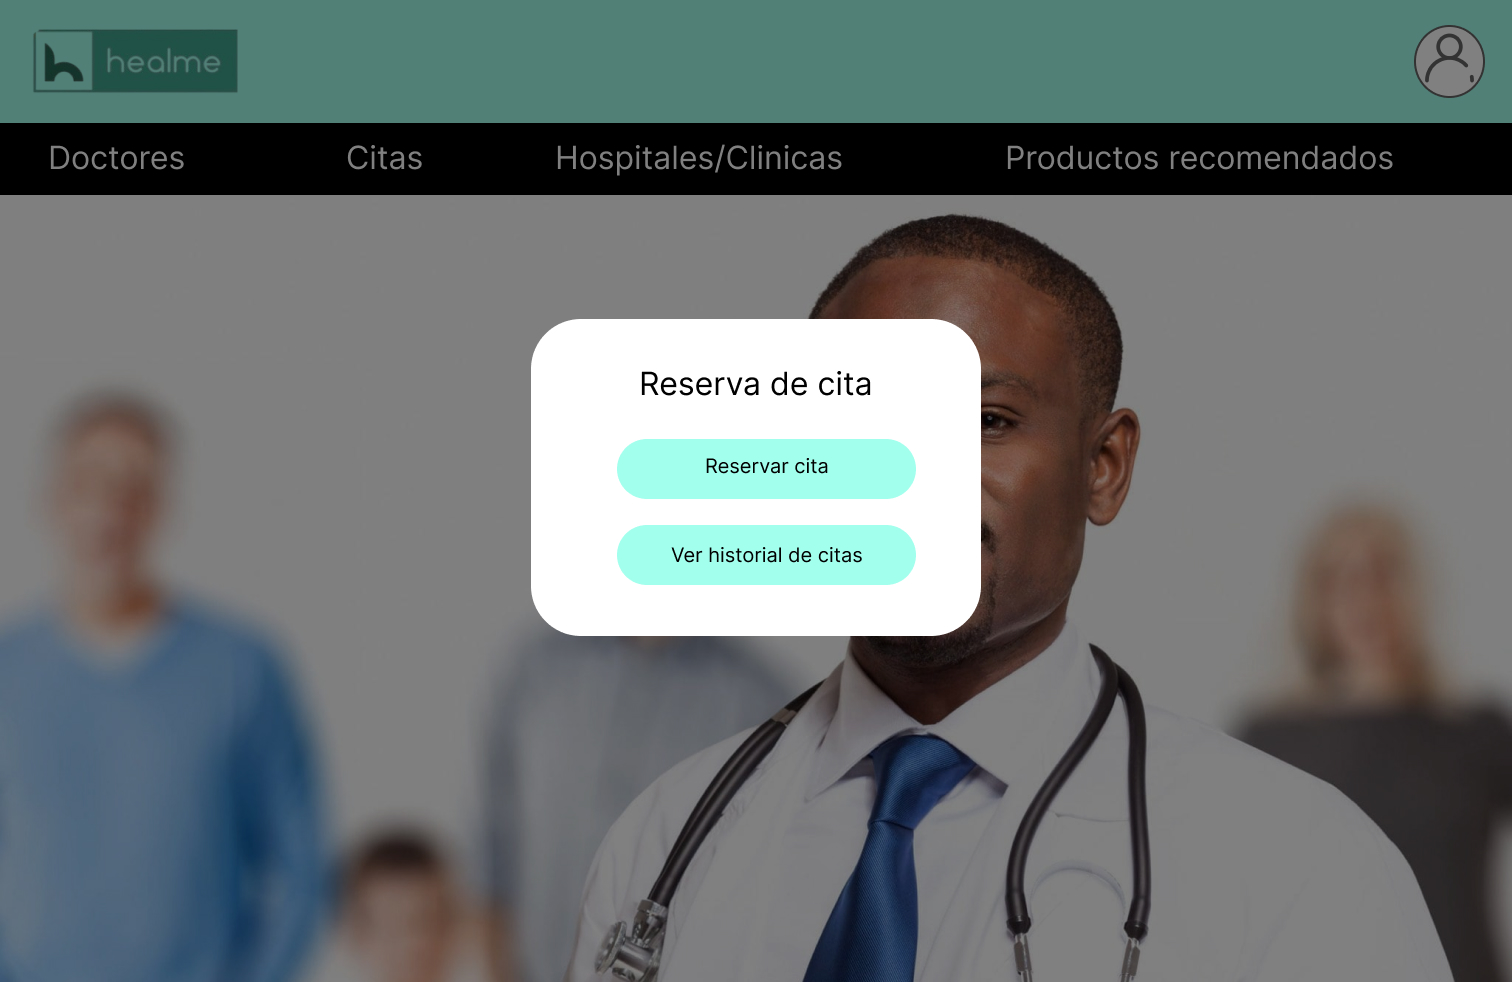 healme
Doctores
Citas
Hospitales/Clinicas
Productos recomendados
Reserva de cita
Reservar cita
Ver historial de citas